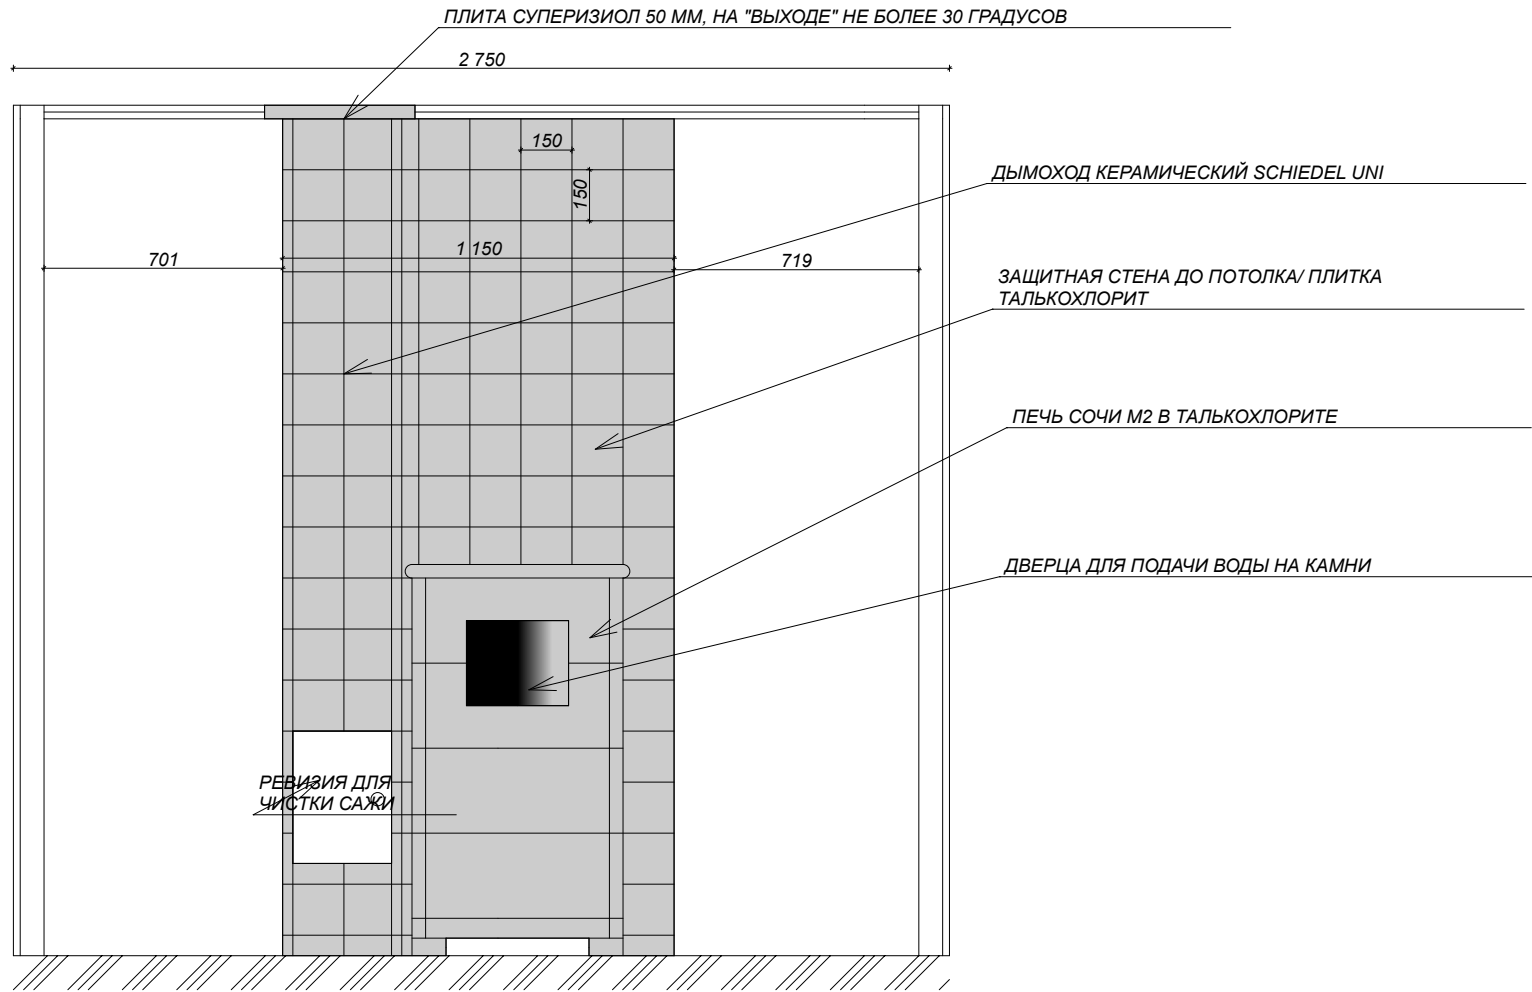 ПЛИТА СУПЕРИЗИОЛ 50 ММ, НА "ВЫХОДЕ" НЕ БОЛЕЕ 30 ГРАДУСОВ
2 750
150
150
ДЫМОХОД КЕРАМИЧЕСКИЙ SCHIEDEL UNI
701
1 150
719
ЗАЩИТНАЯ СТЕНА ДО ПОТОЛКА/ ПЛИТКА
ТАЛЬКОХЛОРИТ
ПЕЧЬ СОЧИ М2 В ТАЛЬКОХЛОРИТЕ
ДВЕРЦА ДЛЯ ПОДАЧИ ВОДЫ НА КАМНИ
РЕВИЗИЯ ДЛЯ
ЧИСТКИ САЖИ